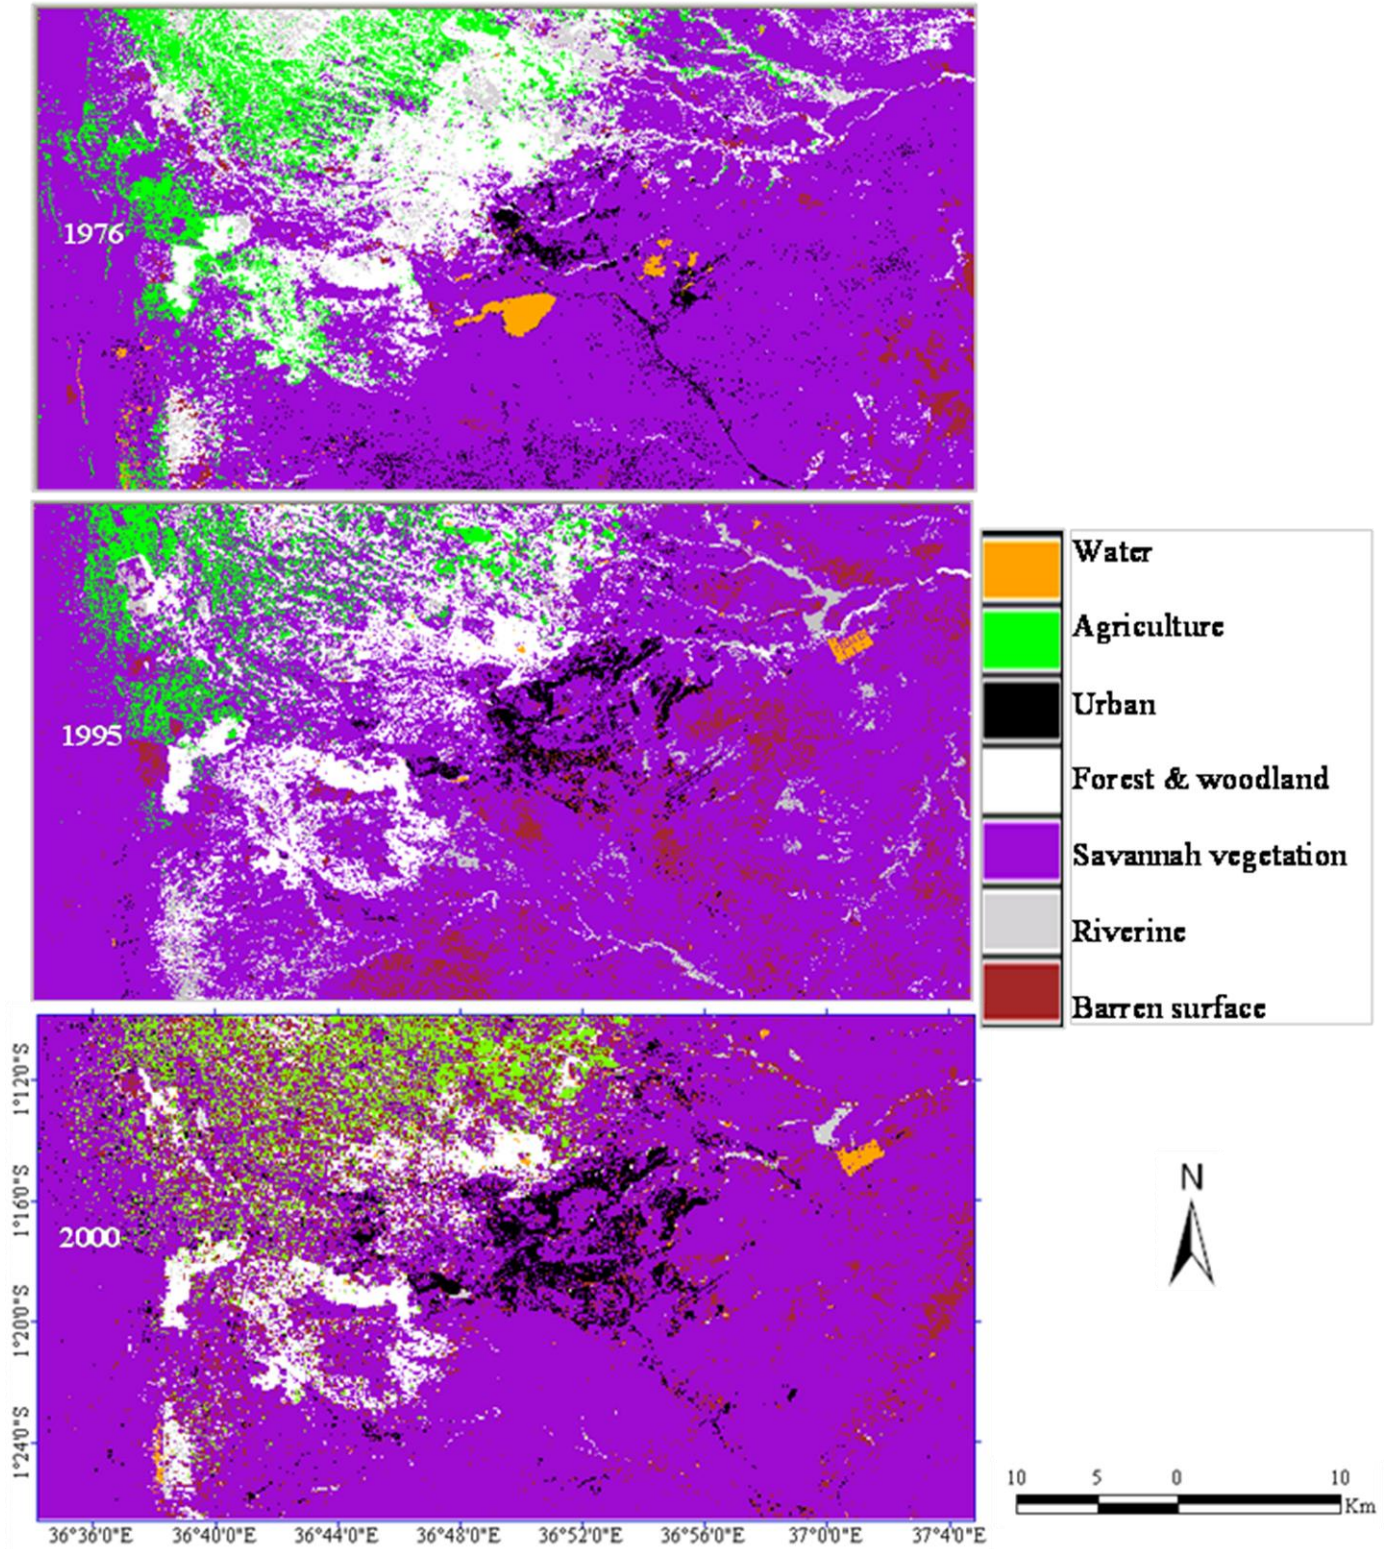 1976
1995
Water
Agriculture
Urban
Forest & woodland
Savannah vegetation
Riverine
Barren surface
2000
1°12'0"S
1°16'0"S
1°20'0"S
1°24'0"S
36°36'0"E 36°40'0"E 36°44'0"E 36°48'0"E 36°52'0"E 36°56'0"E 37°0'0"E 37°4'0"E
N
10 5 0 10
Km